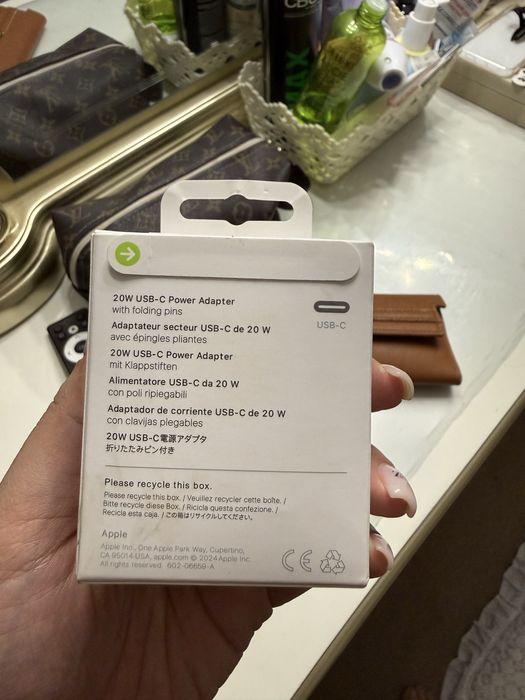 CBC
MAX
20W USB-C Power Adapter
with folding pins
USB-C
Adaptateur secteur USB-C de 20 W
avec épingles pliantes
20W USB-C Power Adapter
mit Klappstiften
Alimentatore USB-C da 20 W
con poli ripiegabili
Adaptador de corriente USB-C de 20 W
con clavijas plegables
20W USB-C電源アダプタ
折りたたみピン付き
Please recycle this box.
Please recycle this box. / Veuillez recycler cette boîte. /
Bitte recycle diese Box. / Ricicla questa confezione. /
Recicla esta caja. / この箱はリサイクルしてください。
Apple
Apple Inc., One Apple Park Way, Cupertino,
CA 95014 USA, apple.com © 2024 Apple Inc.
All rights reserved. 602-06659-A
CE